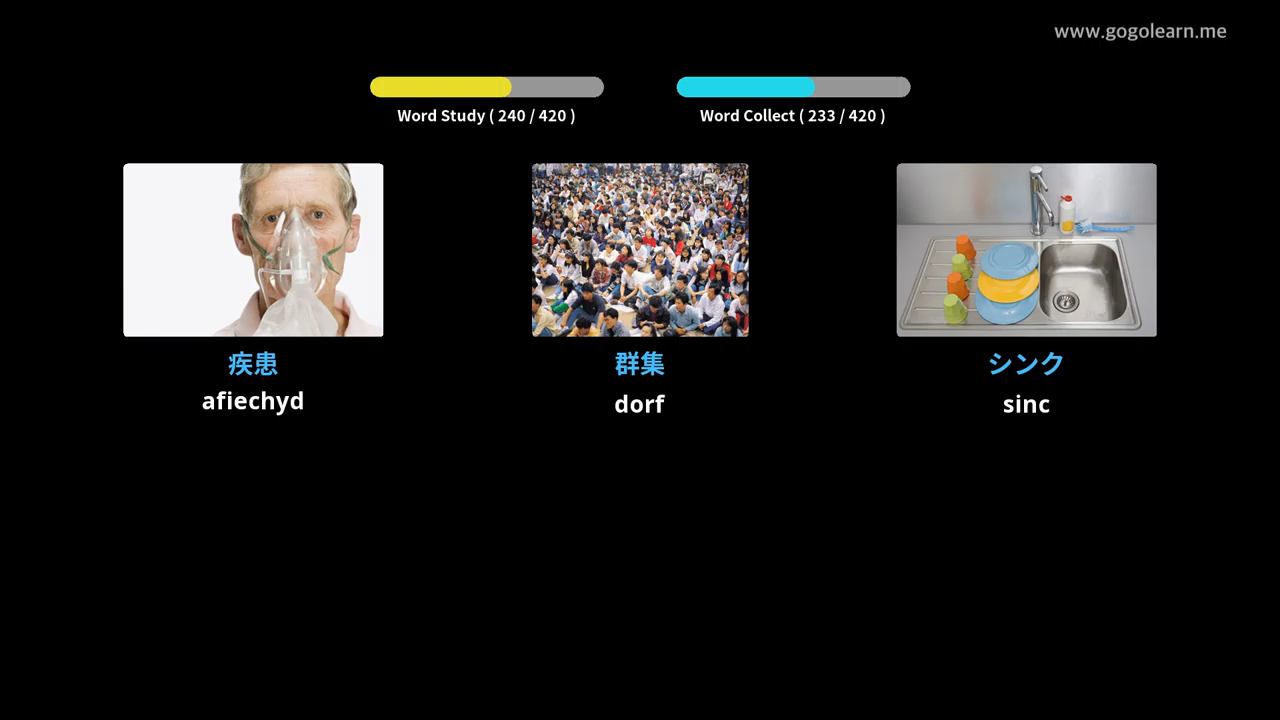 www.gogolearn.me
Word Study ( 240 / 420 )
Word Collect ( 233 / 420 )
疾患
afiechyd
群集
dorf
シンク
sinc